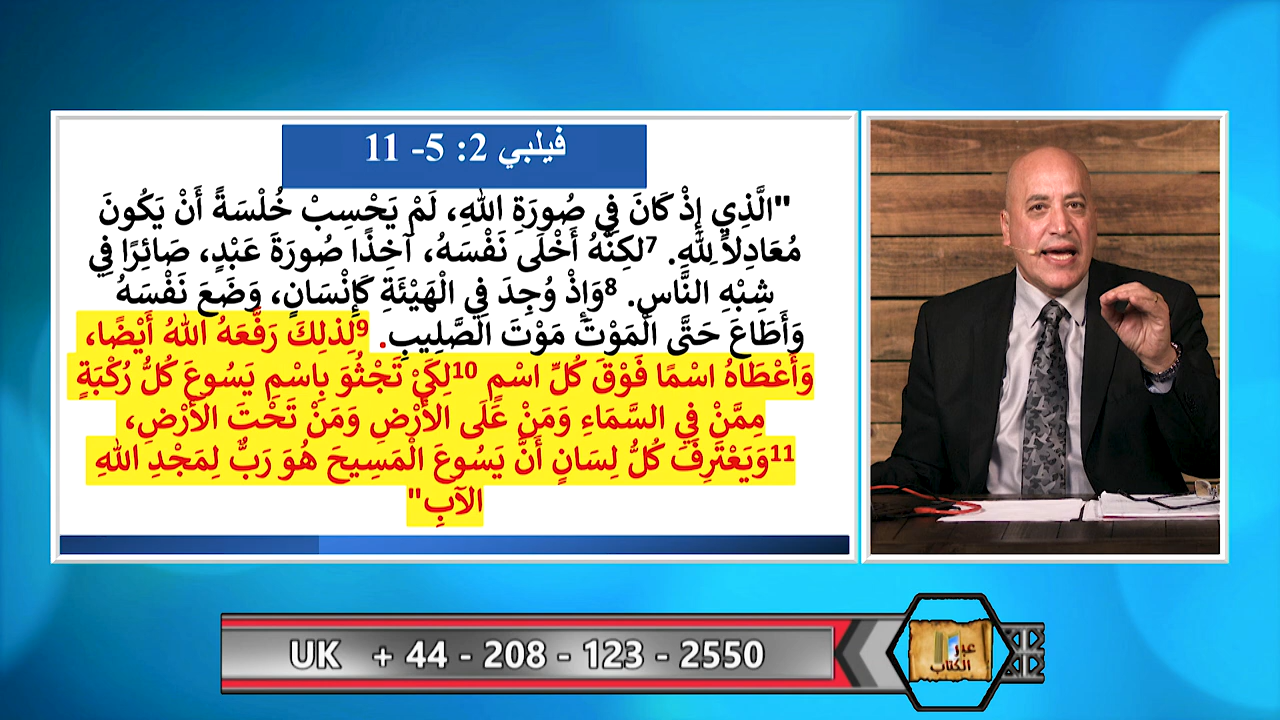 فيلبي 2: 5- 11
"الَّذِي إِذْ كَانَ فِي صُورَةِ اللهِ، لَمْ يَحْسِبْ خُلْسَةً أَنْ يَكُونَ
مُعَادِلاً لِلهِ. 7لكِنَّهُ أَخْلَى نَفْسَهُ، آخِذًا صُورَةَ عَبْدٍ، صَائِرًا فِي
شِبْهِ النَّاسِ. 8وَإِذْ وُجِدَ فِي الْهَيْئَةِ كَإِنْسَانٍ، وَضَعَ نَفْسَهُ
وَأَطَاعَ حَتَّى الْمَوْتَ مَوْتَ الصَّلِيبِ. 9لِذلِكَ رَفَّعَهُ اللهُ أَيْضًا،
وَأَعْطَاهُ اسْمًا فَوْقَ كُلِّ اسْمٍ 10لِكَيْ تَجْثُوَ بِاسْمِ يَسُوعَ كُلُّ رُكْبَةٍ
مِمَّنْ فِي السَّمَاءِ وَمَنْ عَلَى الأَرْضِ وَمَنْ تَحْتَ الأَرْضِ،
11وَيَعْتَرِفَ كُلُّ لِسَانٍ أَنَّ يَسُوعَ الْمَسِيحَ هُوَ رَبٌّ لِمَجْدِ اللهِ
الآبِ"
UK + 44 - 208 - 123 - 2550
عبر
الكتاب